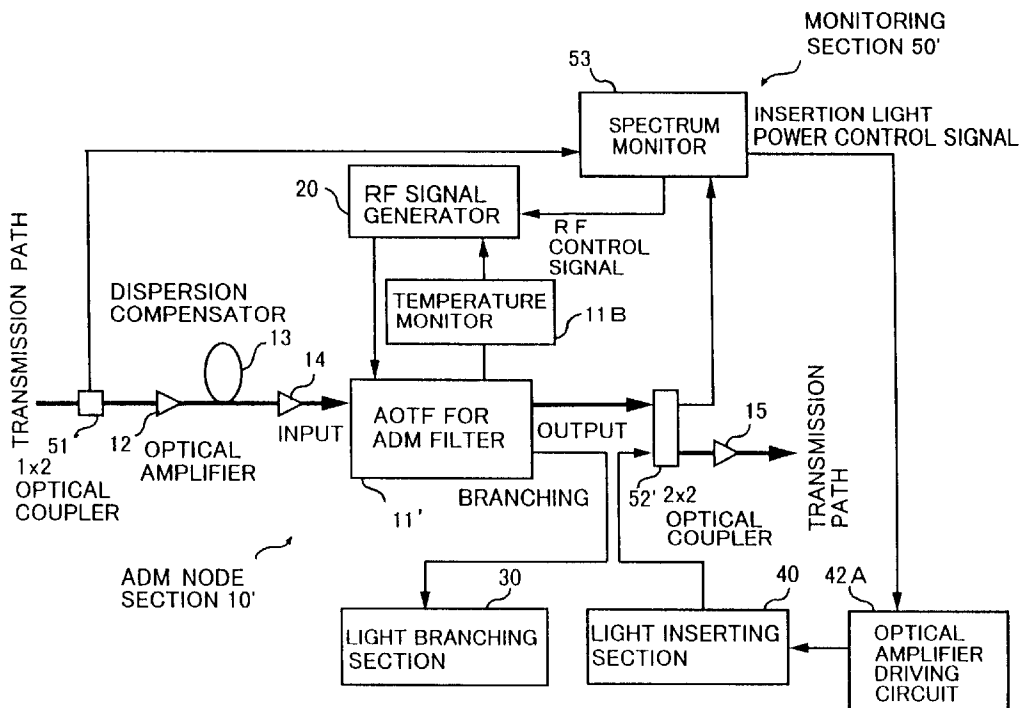 MONITORING
SECTION 50'
53
SPECTRUM
MONITOR
INSERTION LIGHT
POWER CONTROL SIGNAL
20
RF SIGNAL
GENERATOR
RF
CONTROL
SIGNAL
TRANSMISSION PATH
DISPERSION
COMPENSATOR
13
TEMPERATURE
MONITOR
11B
14
51
12
INPUT
AOTF FOR
ADM FILTER
OUTPUT
15
1x2
OPTICAL
COUPLER
OPTICAL
AMPLIFIER
11'
BRANCHING
52'
2x2
OPTICAL
COUPLER
TRANSMISSION
PATH
ADM NODE
SECTION 10'
30
LIGHT BRANCHING
SECTION
40
LIGHT INSERTING
SECTION
42A
OPTICAL
AMPLIFIER
DRIVING
CIRCUIT